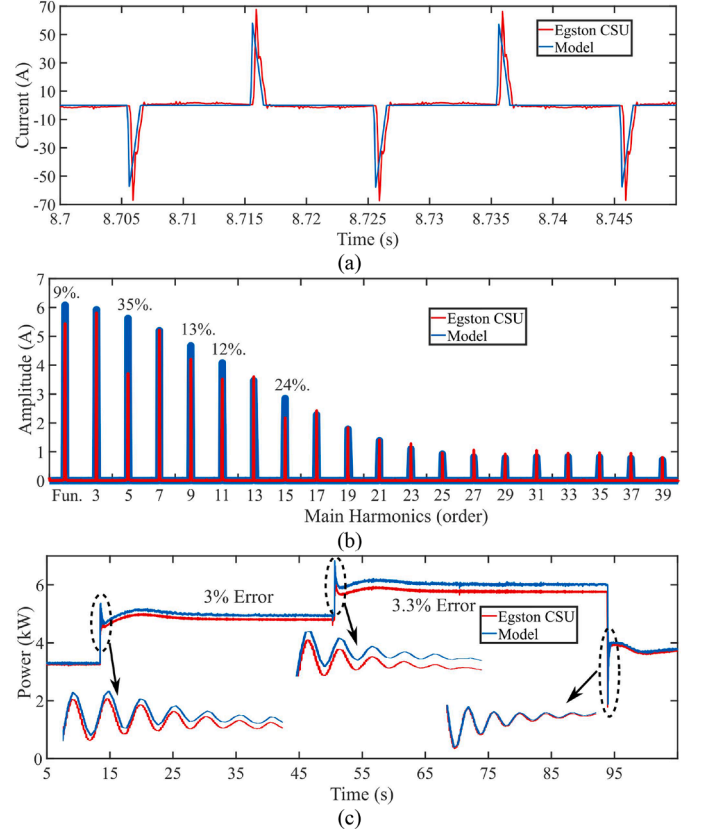 70
50
30
10
-10
-30
-50
-70
Current (A)
Egston CSU
Model
8.7 8.705 8.71 8.715 8.72 8.725 8.73 8.735 8.74 8.745
Time (s)
(a)
7
6
5
4
3
2
1
0
Amplitude (A)
9%. 35%. 13%. 12%. 24%.
Egston CSU
Model
Fun. 3 5 7 9 11 13 15 17 19 21 23 25 27 29 31 33 35 37 39
Main Harmonics (order)
(b)
6
4
2
0
Power (kW)
3% Error
3.3% Error
Egston CSU
Model
5 15 25 35 45 55 65 75 85 95
Time (s)
(c)